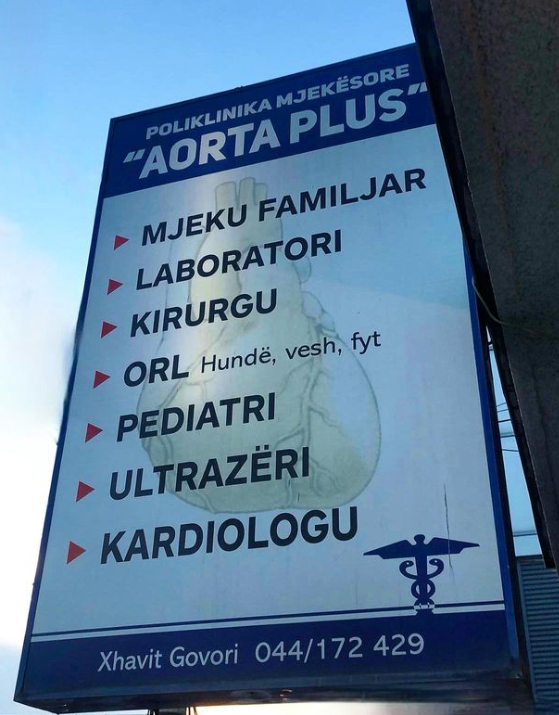 POLIKLINIKA MJEKËSORE
"AORTA PLUS"
MJEKU FAMILJAR
LABORATORI
KIRURGU
ORL Hundë, vesh, fyt
PEDIATRI
ULTRAZËRI
KARDIOLOGU
Xhavit Govori 044/172 429